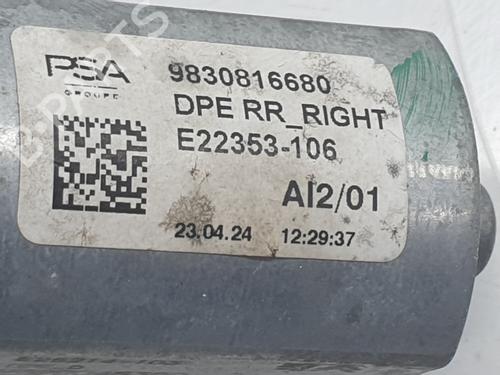 PSA
GROUPE
9830816680
DPE RR_RIGHT
E22353-106
AI2/01
23.04.24 12:29:37